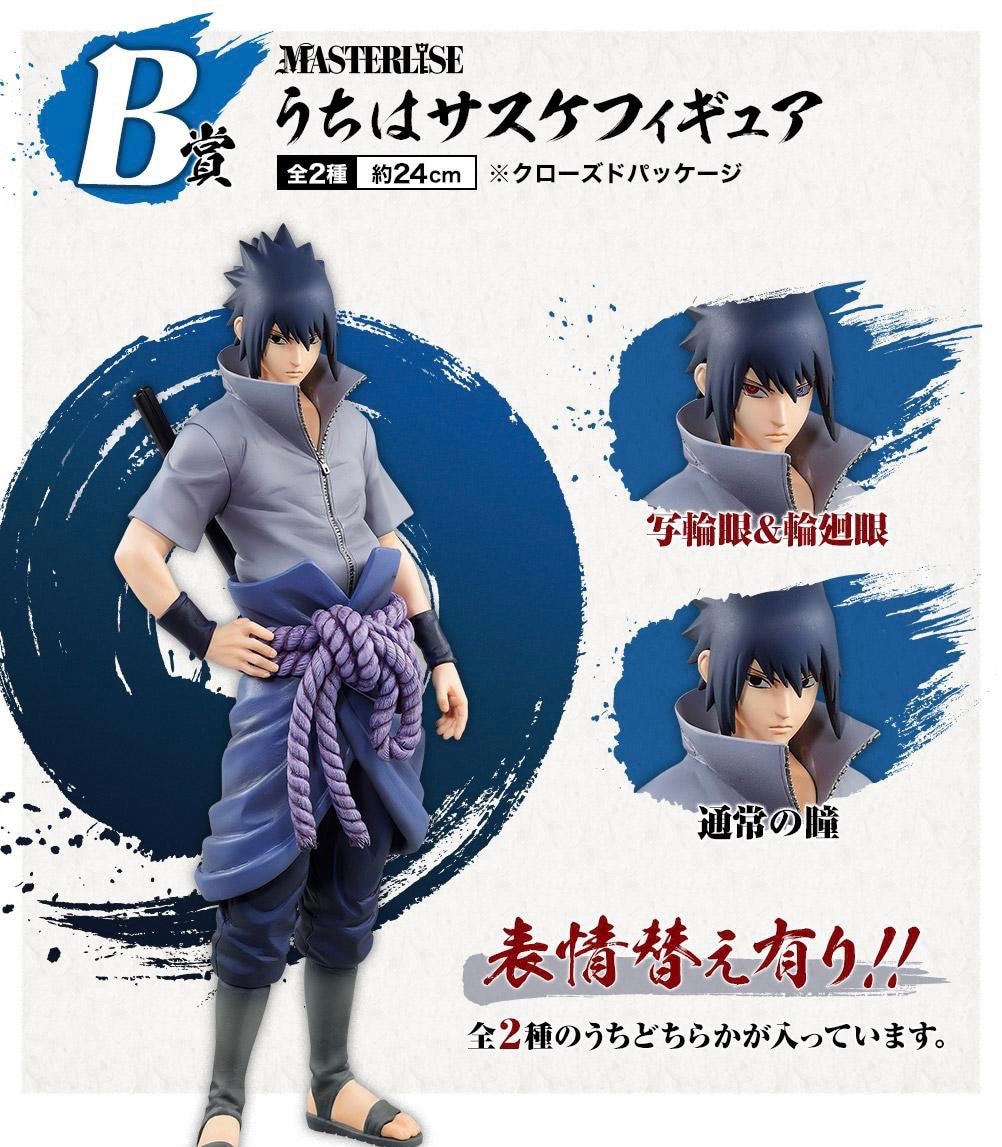 B賞
MASTERLISE
うちはサスケフィギュア
全2種 約24cm ※クローズドパッケージ
写輪眼&輪廻眼
通常の瞳
表情替え有り!!
全2種のうちどちらかが入っています。